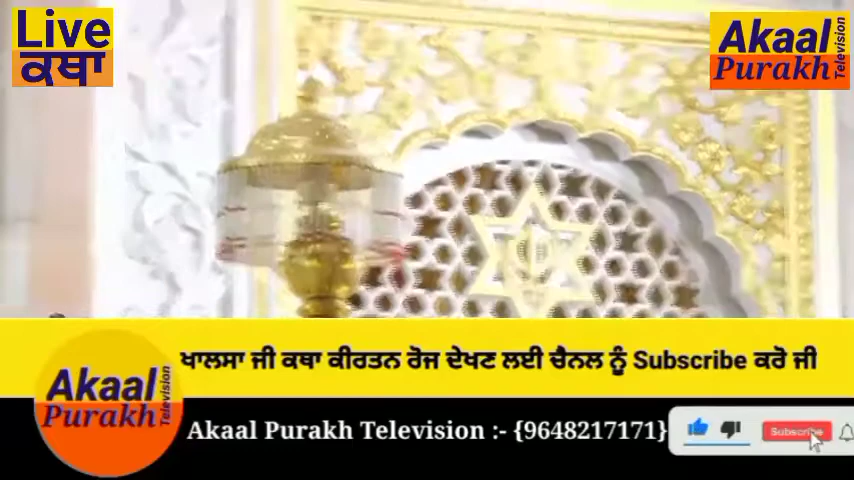 Live
ਕਥਾ
Akaal
Purakh
Television
ਖਾਲਸਾ ਜੀ ਕਥਾ ਕੀਰਤਨ ਰੋਜ ਦੇਖਣ ਲਈ ਚੈਨਲ ਨੂੰ Subscribe ਕਰੋ ਜੀ
Akaal
Purakh
Television
Akaal Purakh Television :- {9648217171}
Subscribe